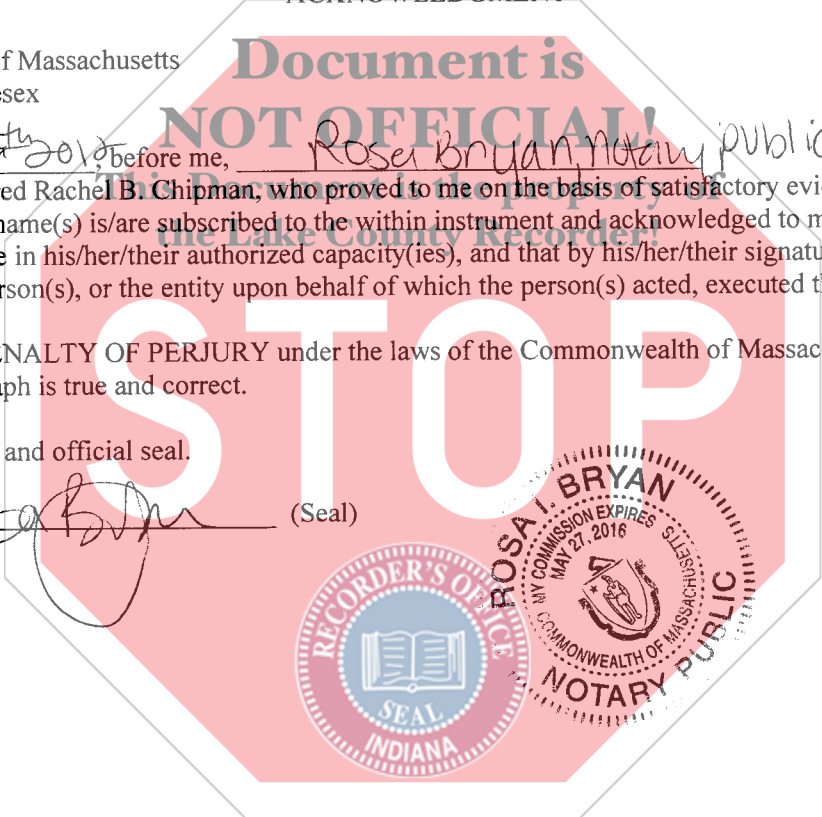 ACKNOWLEDGMENT
f Massachusetts
sex
2012, before me, Rosa Bryan, notary public
ed Rachel B. Chipman, who proved to me on the basis of satisfactory evi
name(s) is/are subscribed to the within instrument and acknowledged to m
e in his/her/their authorized capacity(ies), and that by his/her/their signatu
rson(s), or the entity upon behalf of which the person(s) acted, executed t
NALTY OF PERJURY under the laws of the Commonwealth of Massac
ph is true and correct.
and official seal.
(Seal)
Document is
NOT OFFICIAL!
This Document is the property of
the Lake County Recorder!
STOP
ROSA I. BRYAN
NOTARY PUBLIC
MY COMMISSION EXPIRES
MAY 27, 2016
COMMONWEALTH OF MASSACHUSETTS
RECORDER'S OFFICE
SEAL
INDIANA